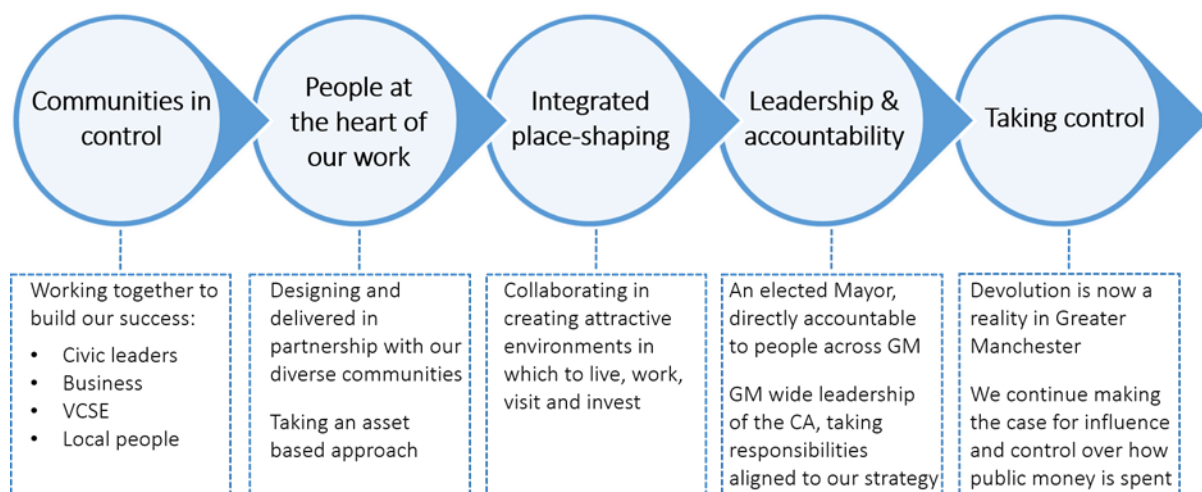 Communities in
control
People at
the heart of
our work
Integrated
place-shaping
Leadership &
accountability
Taking control
Working together to
build our success:
• Civic leaders
• Business
• VCSE
• Local people
Designing and
delivered in
partnership with our
diverse communities
Taking an asset
based approach
Collaborating in
creating attractive
environments in
which to live, work,
visit and invest
An elected Mayor,
directly accountable
to people across GM
GM wide leadership
of the CA, taking
responsibilities
aligned to our strategy
Devolution is now a
reality in Greater
Manchester
We continue making
the case for influence
and control over how
public money is spent